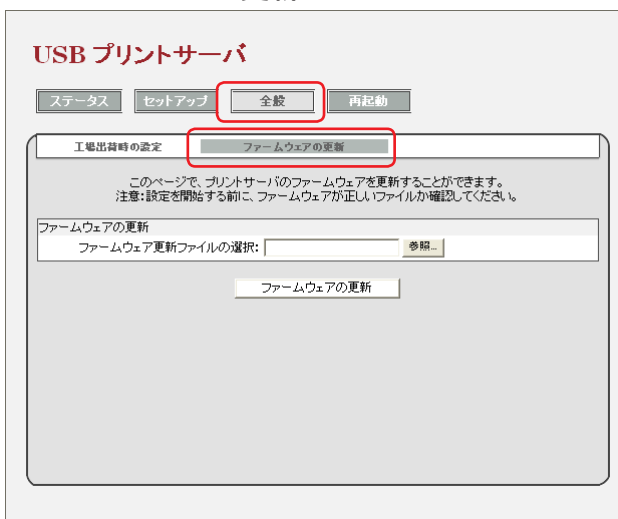 USB プリントサーバ
ステータス セットアップ 全般 再起動
工場出荷時の設定 ファームウェアの更新
このページで、プリントサーバのファームウェアを更新することができます。
注意:設定を開始する前に、ファームウェアが正しいファイルか確認してください。
ファームウェアの更新
ファームウェア更新ファイルの選択: 参照...
ファームウェアの更新